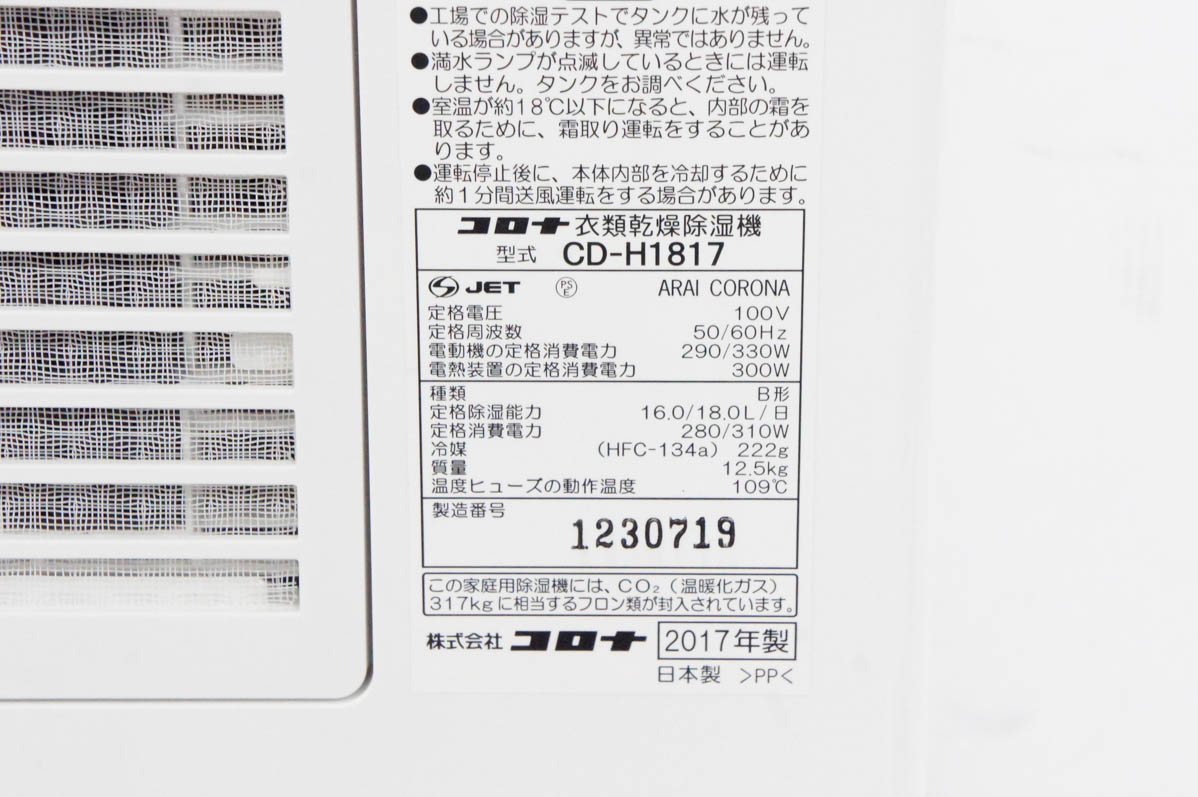 ●工場での除湿テストでタンクに水が残って
いる場合がありますが、異常ではありません。
●満水ランプが点滅しているときには運転
しません。タンクをお調べください。
●室温が約18℃以下になると、内部の霜を
取るために、霜取り運転をすることがあ
ります。
●運転停止後に、本体内部を冷却するために
約1分間送風運転をする場合があります。
コロナ 衣類乾燥除湿機
型式 CD-H1817
JET PSE ARAI CORONA
定格電圧 100V
定格周波数 50/60Hz
電動機の定格消費電力 290/330W
電熱装置の定格消費電力 300W
種類 B形
定格除湿能力 16.0/18.0L/日
定格消費電力 280/310W
冷媒 (HFC-134a) 222g
質量 12.5kg
温度ヒューズの動作温度 109℃
製造番号
1230719
この家庭用除湿機には、CO₂(温暖化ガス)
317kgに相当するフロン類が封入されています。
株式会社 コロナ 2017年製
日本製 >PP<